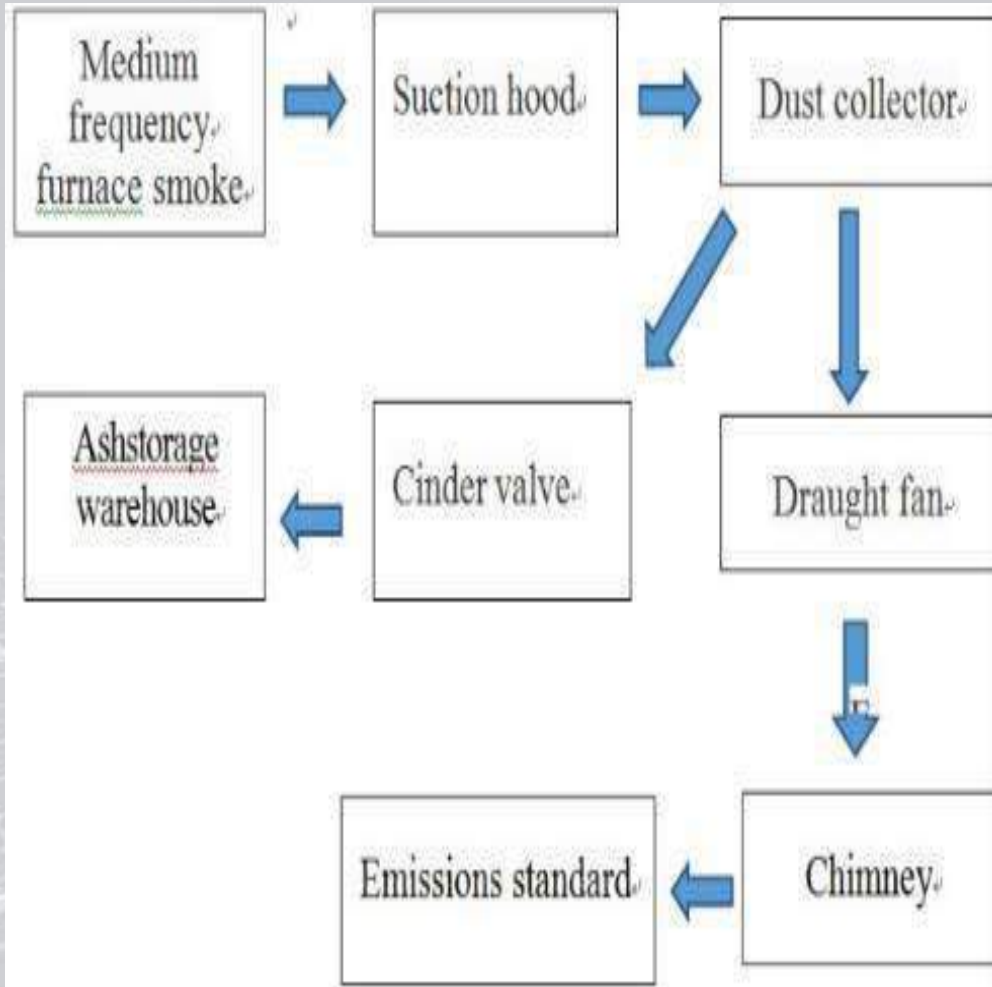 Medium
frequency
furnace smoke
Suction hood
Dust collector
Ashstorage
warehouse
Cinder valve
Draught fan
Emissions standard
Chimney